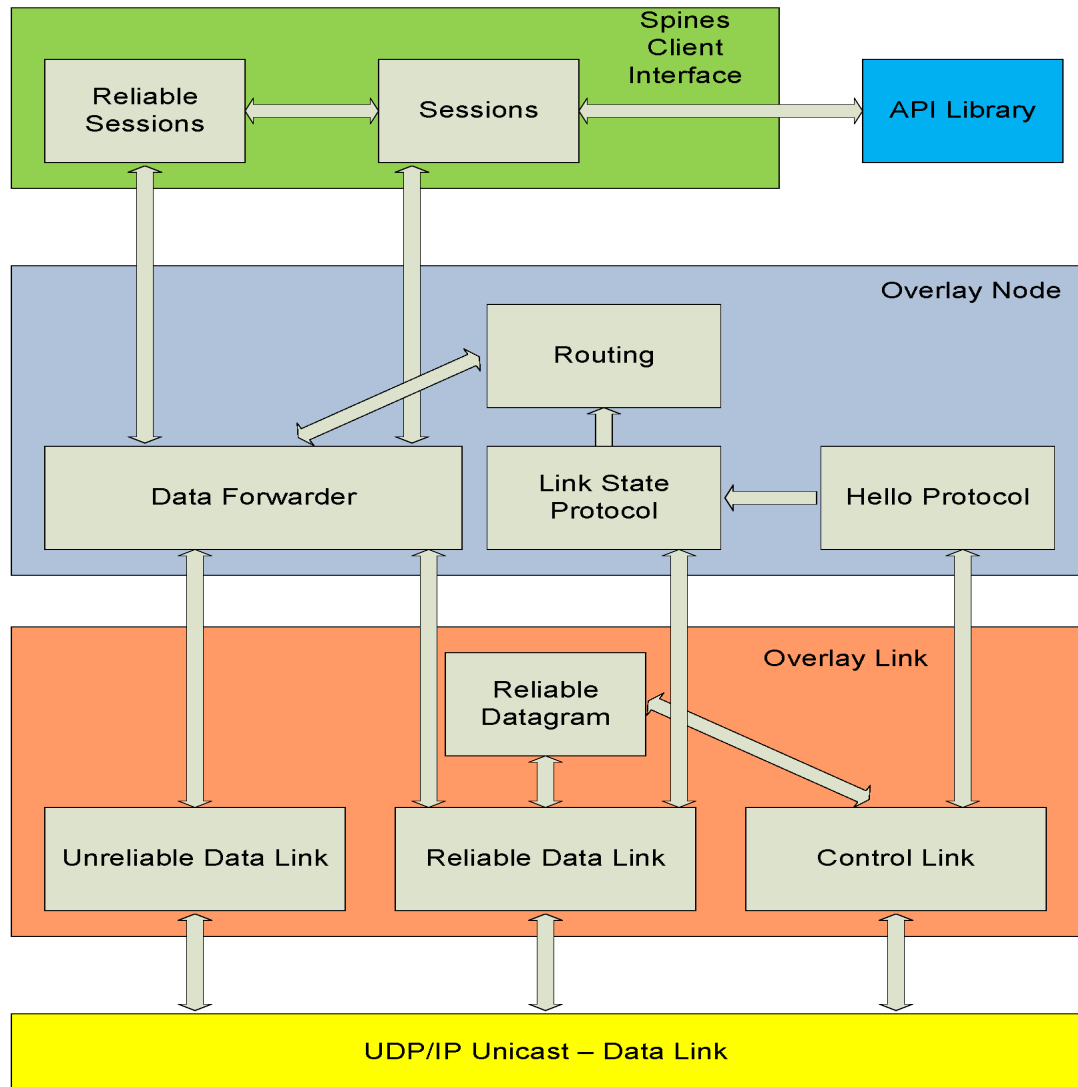 Spines
Client
Interface
Reliable
Sessions
Sessions
API Library
Overlay Node
Routing
Data Forwarder
Link State
Protocol
Hello Protocol
Overlay Link
Reliable
Datagram
Unreliable Data Link
Reliable Data Link
Control Link
UDP/IP Unicast – Data Link